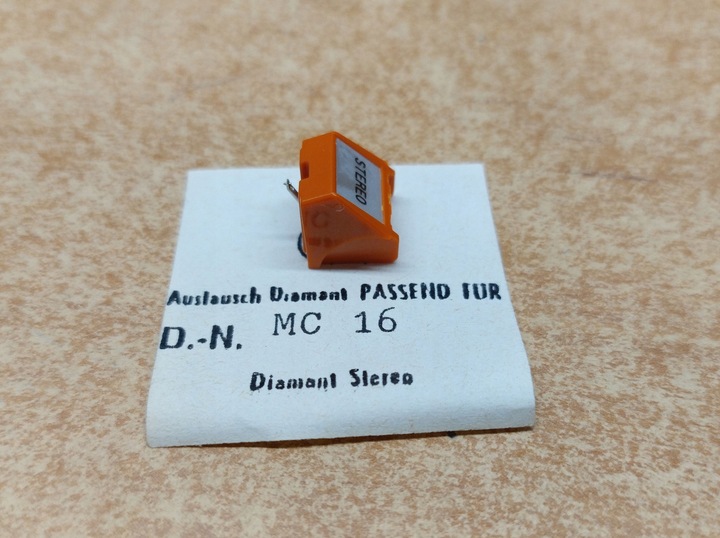 STEREO
Austausch Diamant PASSEND FÜR
D.-N. MC 16
Diamant Stereo